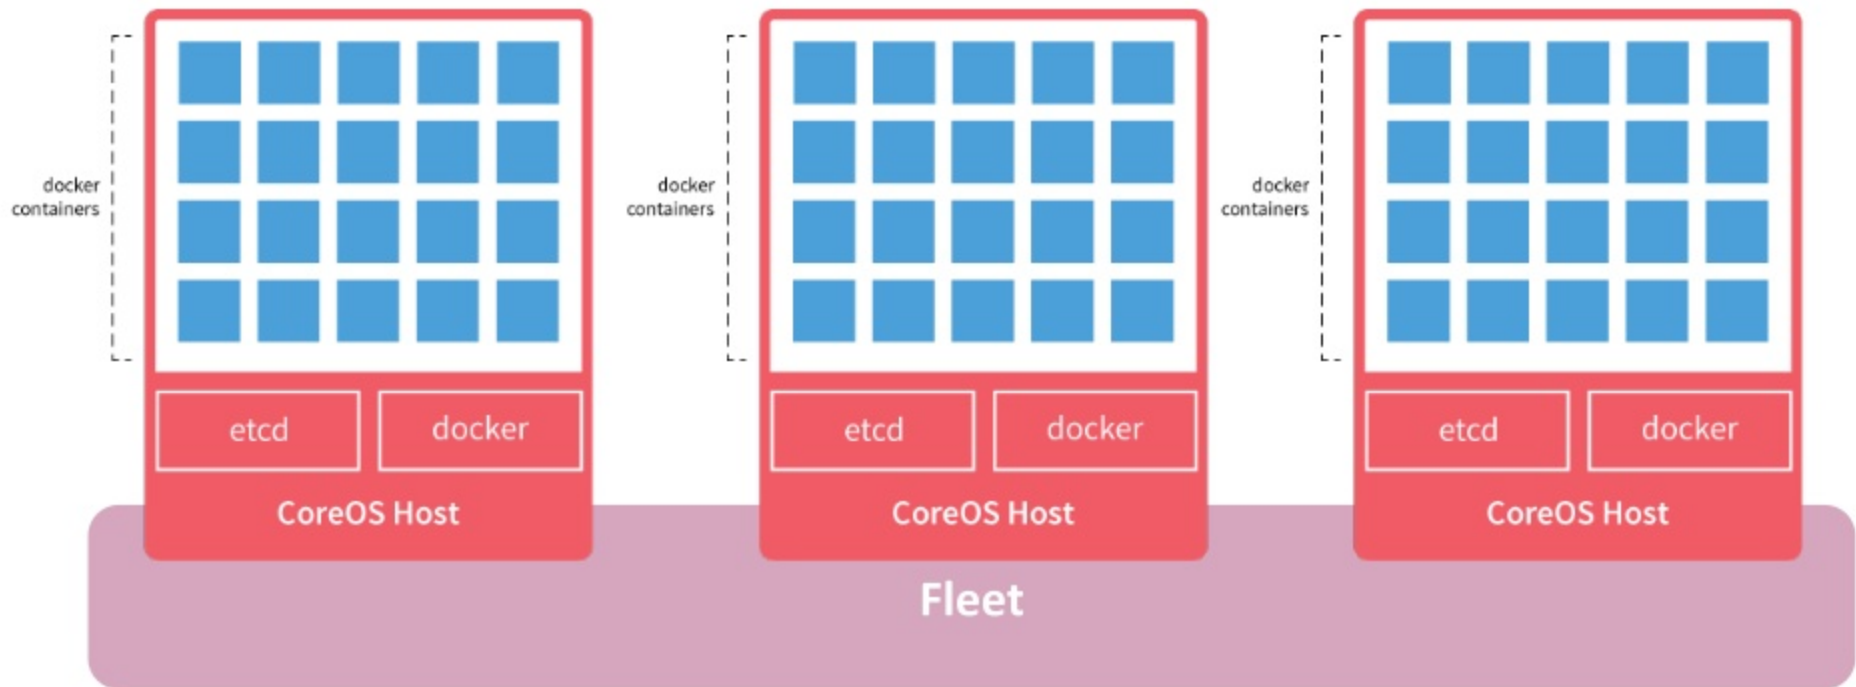 docker
containers
docker
containers
docker
containers
etcd
docker
etcd
docker
etcd
docker
CoreOS Host
CoreOS Host
CoreOS Host
Fleet